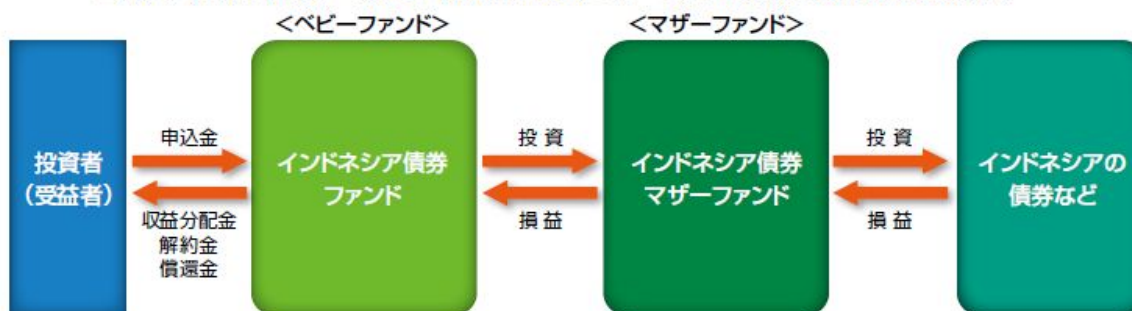 <ベビーファンド>
<マザーファンド>
投資者
(受益者)
申込金
収益分配金
解約金
償還金
インドネシア債券
ファンド
投 資
損 益
インドネシア債券
マザーファンド
投 資
損 益
インドネシアの
債券など